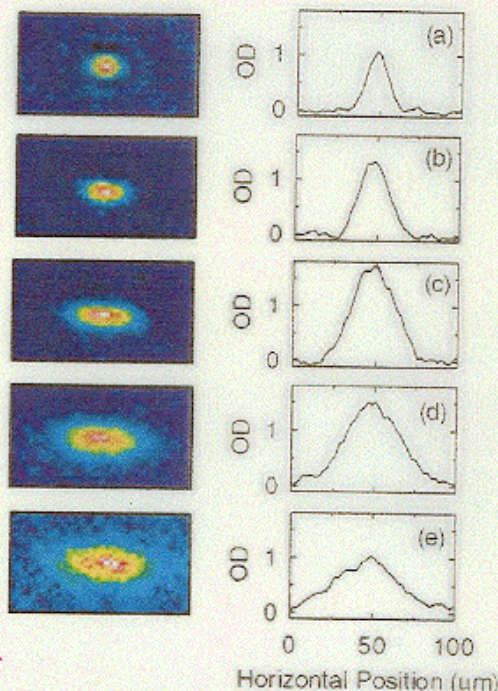 (a)
OD
1
0
(b)
OD
1
0
(c)
OD
1
0
(d)
OD
1
0
(e)
OD
1
0
0 50 100
Horizontal Position (um)